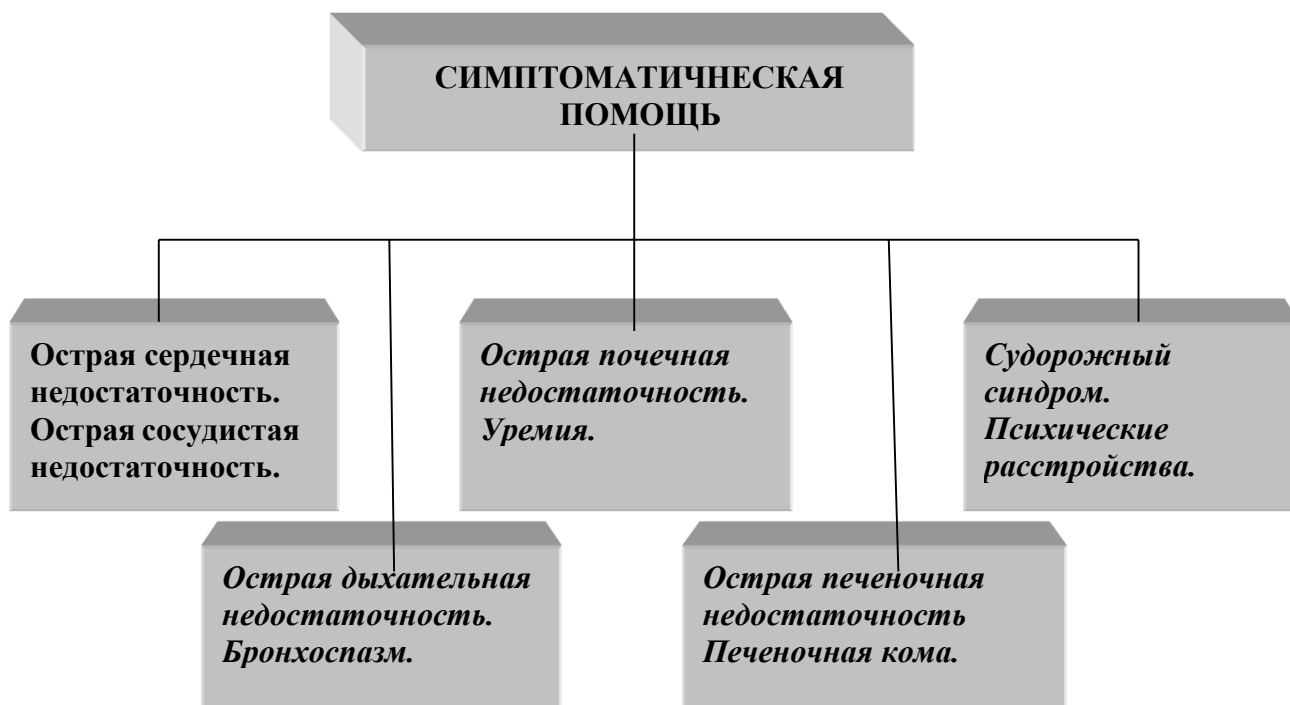 СИМПТОМАТИЧНЕСКАЯ
ПОМОЩЬ
Острая сердечная
недостаточность.
Острая сосудистая
недостаточность.
Острая почечная
недостаточность.
Уремия.
Судорожный
синдром.
Психические
расстройства.
Острая дыхательная
недостаточность.
Бронхоспазм.
Острая печеночная
недостаточность
Печеночная кома.